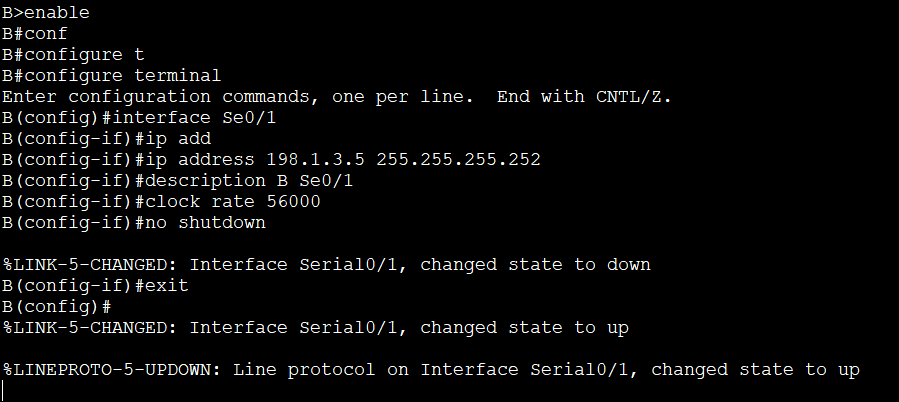 B>enable
B#conf
B#configure t
B#configure terminal
Enter configuration commands, one per line.  End with CNTL/Z.
B(config)#interface Se0/1
B(config-if)#ip add
B(config-if)#ip address 198.1.3.5 255.255.255.252
B(config-if)#description B Se0/1
B(config-if)#clock rate 56000
B(config-if)#no shutdown

%LINK-5-CHANGED: Interface Serial0/1, changed state to down
B(config-if)#exit
B(config)#
%LINK-5-CHANGED: Interface Serial0/1, changed state to up

%LINEPROTO-5-UPDOWN: Line protocol on Interface Serial0/1, changed state to up